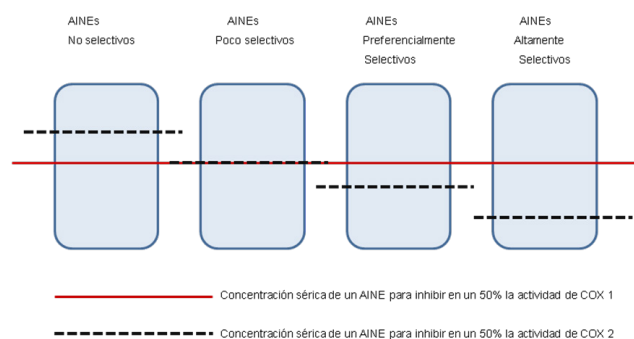 AINEs
No selectivos
AINEs
Poco selectivos
AINEs
Preferencialmente
Selectivos
AINEs
Altamente
Selectivos
Concentración sérica de un AINE para inhibir en un 50% la actividad de COX 1
Concentración sérica de un AINE para inhibir en un 50% la actividad de COX 2